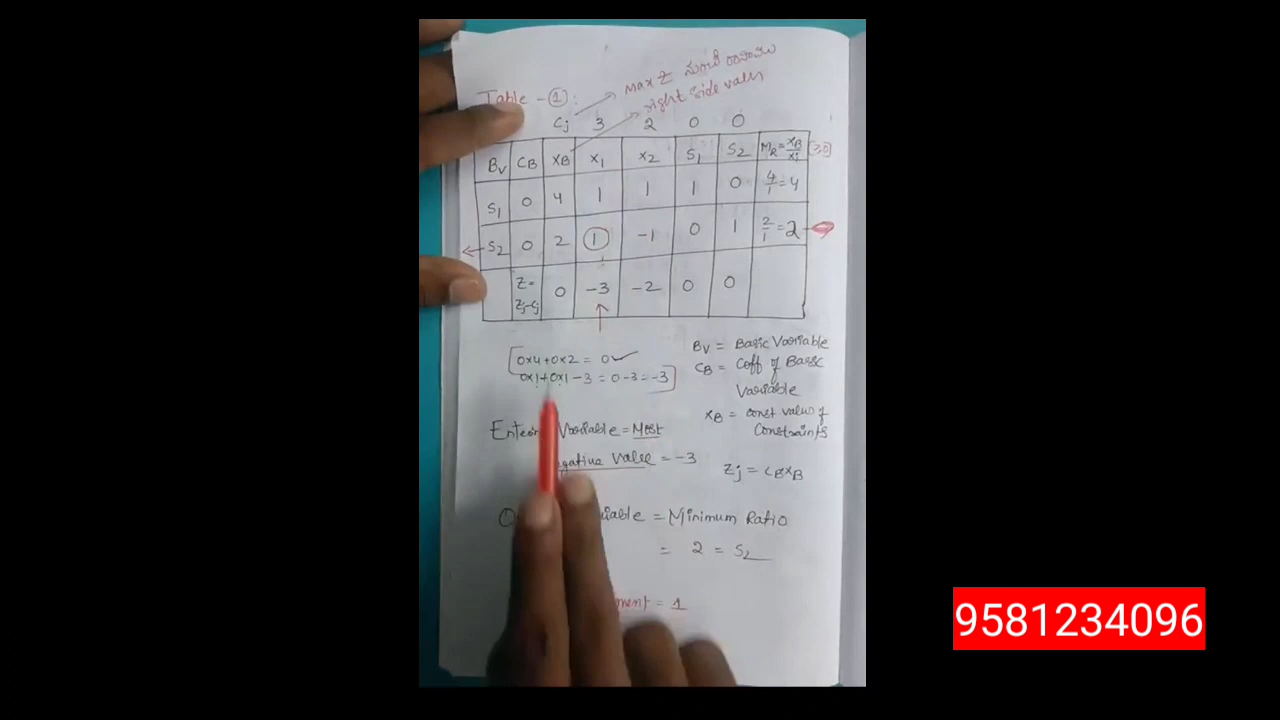 Table - 1 :
max Z నుంచి
right side value
Cj 3 2 0 0
BV CB XB x1 x2 S1 S2 MR = XB/xj [≥0]
S1 0 4 1 1 1 0 4/1 = 4
S2 0 2 1 -1 0 1 2/1 = 2
Z = Zj-Cj 0 -3 -2 0 0
0x4+0x2 = 0
0x1+0x1-3 = 0-3 = -3
BV = Basic Variable
CB = Coff of Basic
Variable
XB = const value of
Constraints
Zj = CBXB
Variable = Most
Value = -3
= Minimum Ratio
= 2 = S2
= 1
9581234096